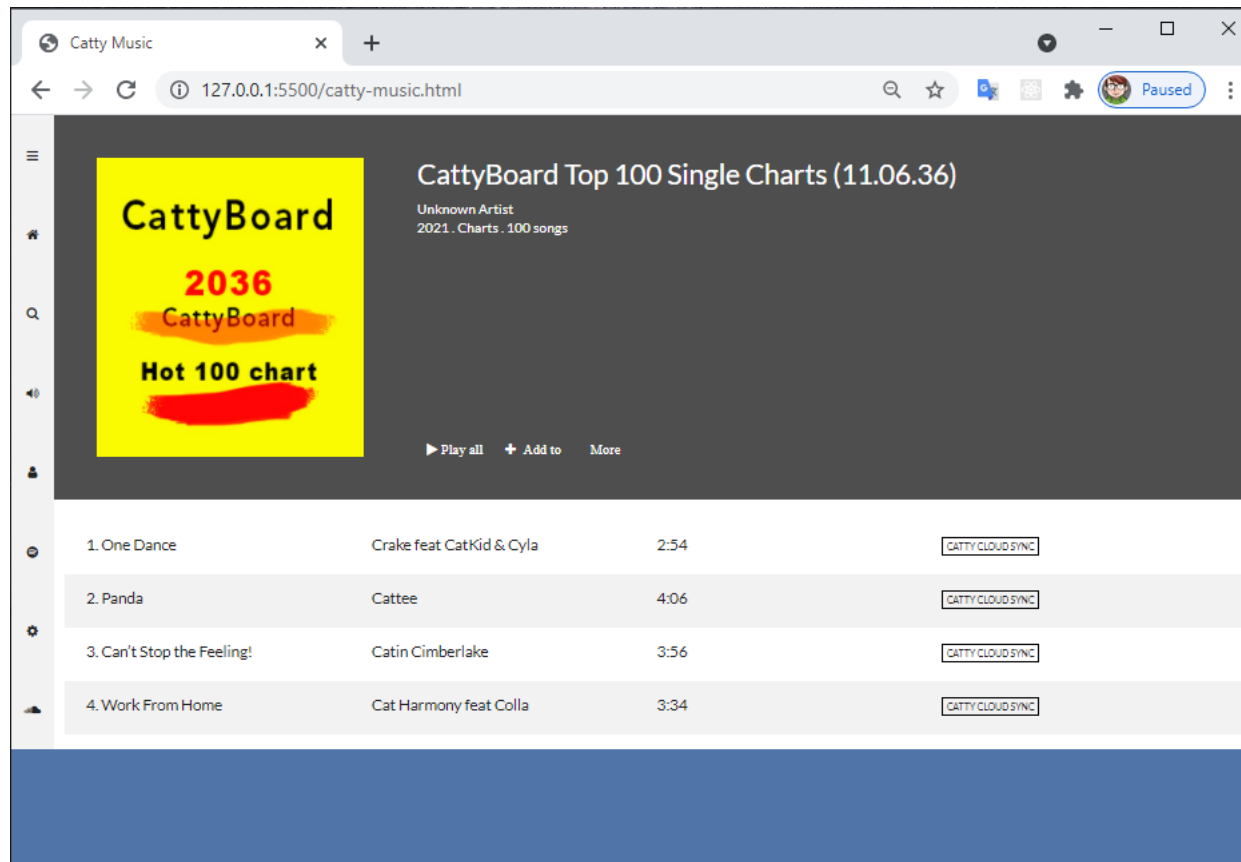 Catty Music
127.0.0.1:5500/catty-music.html
Paused
CattyBoard
2036
CattyBoard
Hot 100 chart
CattyBoard Top 100 Single Charts (11.06.36)
Unknown Artist
2021 . Charts . 100 songs
Play all Add to More
1. One Dance Crake feat CatKid & Cyla 2:54 CATTY CLOUD SYNC
2. Panda Cattee 4:06 CATTY CLOUD SYNC
3. Can’t Stop the Feeling! Catin Cimberlake 3:56 CATTY CLOUD SYNC
4. Work From Home Cat Harmony feat Colla 3:34 CATTY CLOUD SYNC